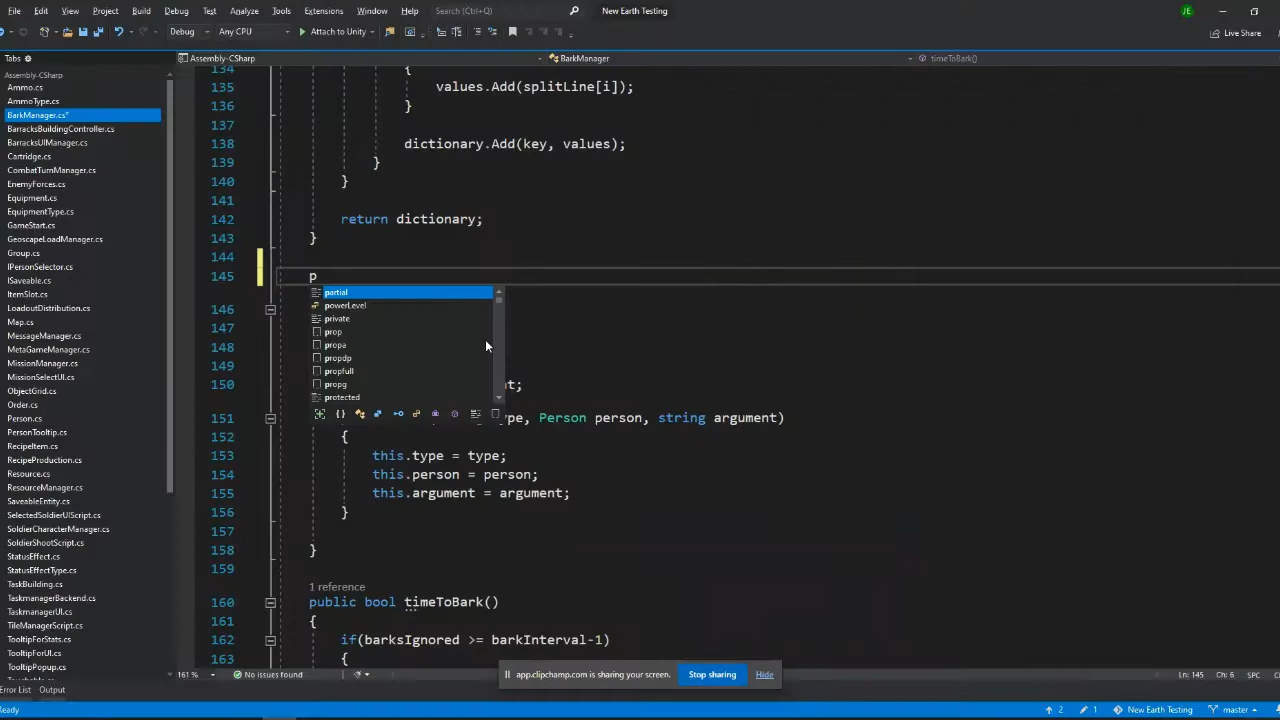 File Edit View Project Build Debug Test Analyze Tools Extensions Window Help Search (Ctrl+Q) New Earth Testing JE
Debug Any CPU Attach to Unity Live Share
Tabs Assembly-CSharp BarkManager timeToBark()
Assembly-CSharp
Ammo.cs
AmmoType.cs
BarkManager.cs*
BarracksBuildingController.cs
BarracksUIManager.cs
Cartridge.cs
CombatTurnManager.cs
EnemyForces.cs
Equipment.cs
EquipmentType.cs
GameStart.cs
GeoscapeLoadManager.cs
Group.cs
IPersonSelector.cs
ISaveable.cs
ItemSlot.cs
LoadoutDistribution.cs
Map.cs
MessageManager.cs
MetaGameManager.cs
MissionManager.cs
MissionSelectUI.cs
ObjectGrid.cs
Order.cs
Person.cs
PersonTooltip.cs
RecipeItem.cs
RecipeProduction.cs
Resource.cs
ResourceManager.cs
SaveableEntity.cs
SelectedSoldierUIScript.cs
SoldierCharacterManager.cs
SoldierShootScript.cs
StatusEffect.cs
StatusEffectType.cs
TaskBuilding.cs
TaskmanagerBackend.cs
TaskmanagerUI.cs
TileScript.cs
TooltipForStats.cs
TooltipForUI.cs
TooltipPopup.cs
134 {
135 values.Add(splitLine[i]);
136 }
137
138 dictionary.Add(key, values);
139 }
140 }
141
142 return dictionary;
143 }
144
145 p
partial
powerLevel
private
prop
propa
propdp
propfull
propg
protected
146
147
148
149
150 nt;
151 ype, Person person, string argument)
152 {
153 this.type = type;
154 this.person = person;
155 this.argument = argument;
156 }
157
158 }
159
1 reference
160 public bool timeToBark()
161 {
162 if(barksIgnored >= barkInterval-1)
163 {
161 % No issues found Ln: 145 Ch: 6 SPC
app.clipchamp.com is sharing your screen. Stop sharing Hide
Error List Output
Ready 2 1 New Earth Testing master